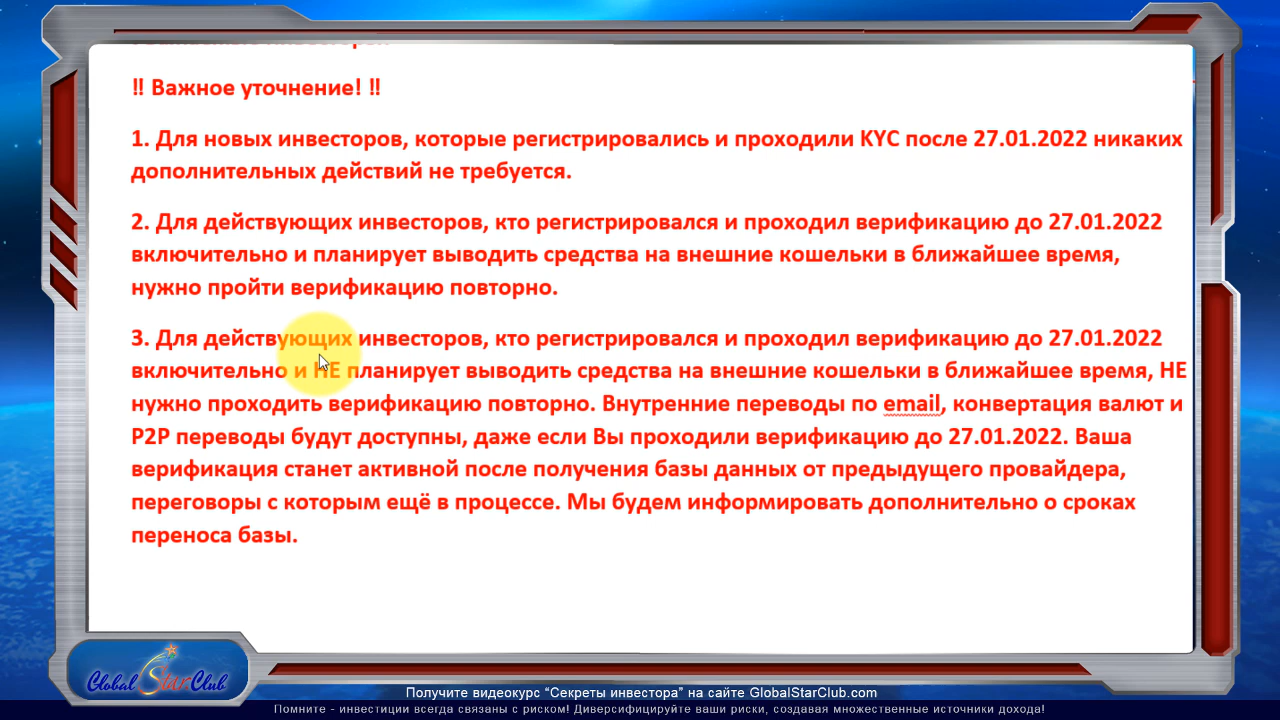 ‼ Важное уточнение! ‼
1. Для новых инвесторов, которые регистрировались и проходили KYC после 27.01.2022 никаких
дополнительных действий не требуется.
2. Для действующих инвесторов, кто регистрировался и проходил верификацию до 27.01.2022
включительно и планирует выводить средства на внешние кошельки в ближайшее время,
нужно пройти верификацию повторно.
3. Для действующих инвесторов, кто регистрировался и проходил верификацию до 27.01.2022
включительно и НЕ планирует выводить средства на внешние кошельки в ближайшее время, НЕ
нужно проходить верификацию повторно. Внутренние переводы по email, конвертация валют и
P2P переводы будут доступны, даже если Вы проходили верификацию до 27.01.2022. Ваша
верификация станет активной после получения базы данных от предыдущего провайдера,
переговоры с которым ещё в процессе. Мы будем информировать дополнительно о сроках
переноса базы.
Global Star Club
Получите видеокурс “Секреты инвестора” на сайте GlobalStarClub.com
Помните - инвестиции всегда связаны с риском! Диверсифицируйте ваши риски, создавая множественные источники дохода!